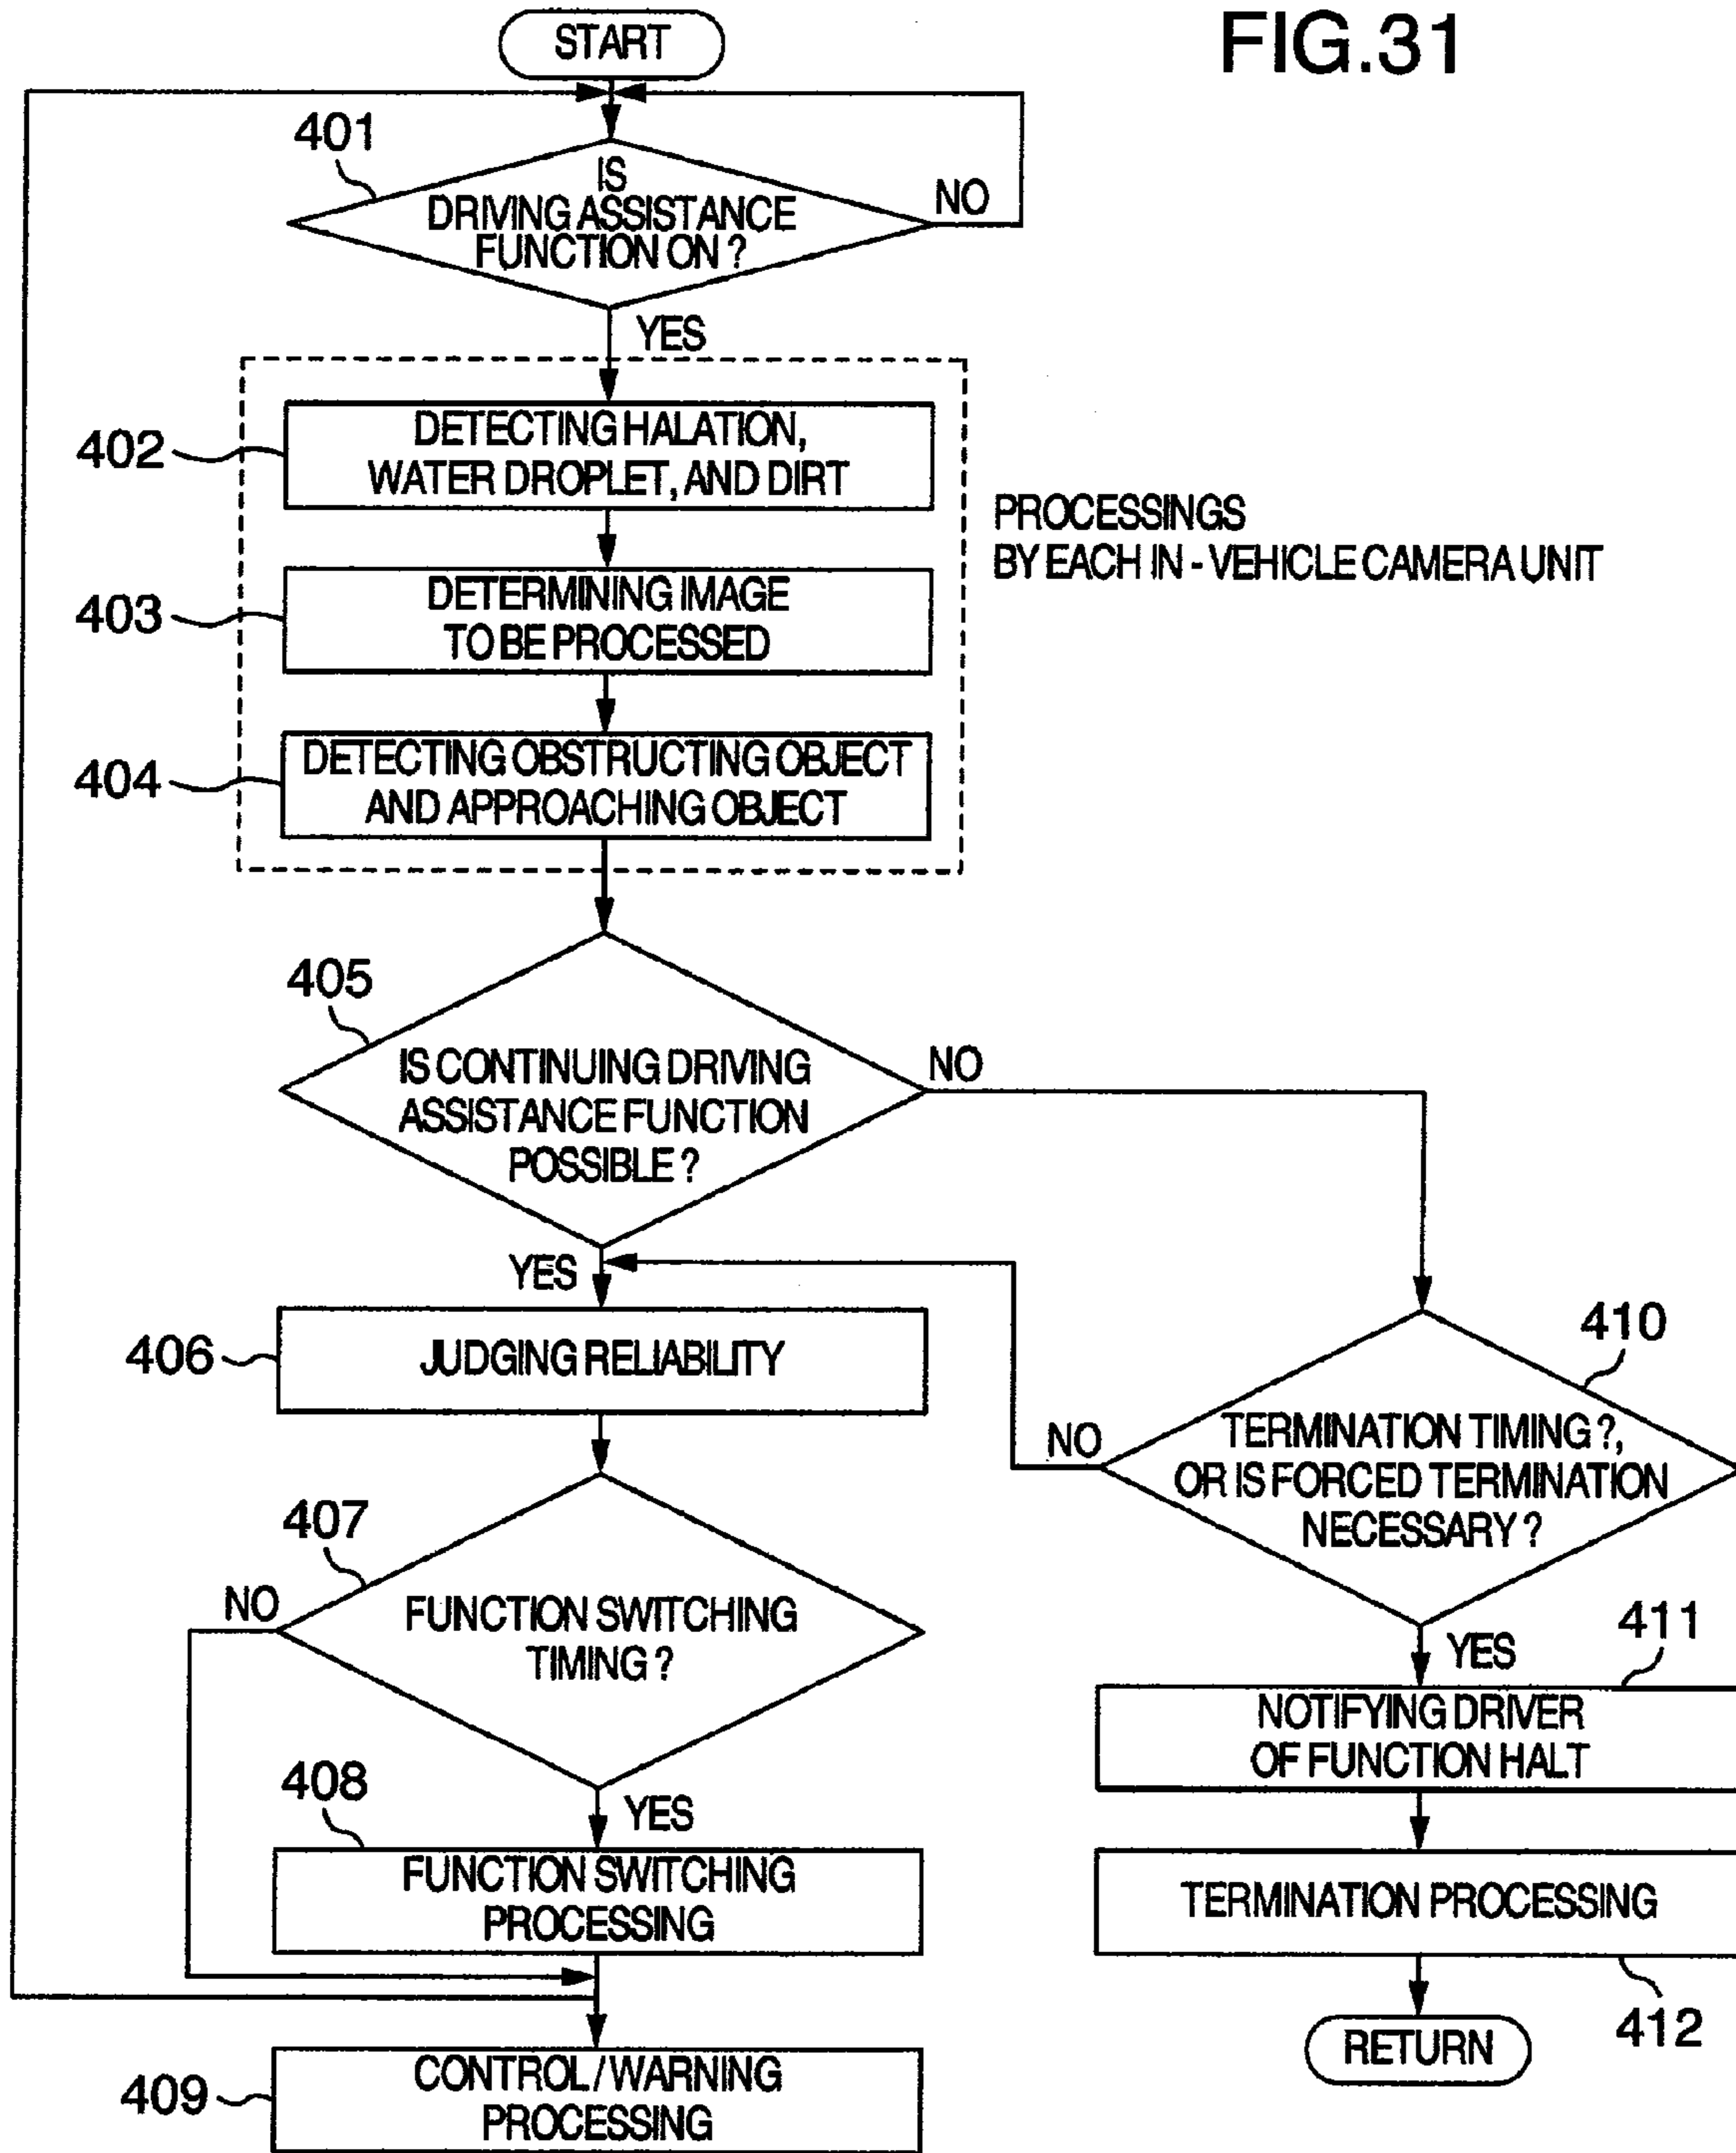 FIG.31
START
401
IS
DRIVING ASSISTANCE
FUNCTION ON ?
NO
YES
402
DETECTING HALATION,
WATER DROPLET, AND DIRT
403
DETERMINING IMAGE
TO BE PROCESSED
404
DETECTING OBSTRUCTING OBJECT
AND APPROACHING OBJECT
PROCESSINGS
BY EACH IN - VEHICLE CAMERA UNIT
405
IS CONTINUING DRIVING
ASSISTANCE FUNCTION
POSSIBLE ?
NO
YES
406
JUDGING RELIABILITY
407
NO
FUNCTION SWITCHING
TIMING ?
YES
408
FUNCTION SWITCHING
PROCESSING
409
CONTROL / WARNING
PROCESSING
410
NO
TERMINATION TIMING ?,
OR IS FORCED TERMINATION
NECESSARY ?
YES
411
NOTIFYING DRIVER
OF FUNCTION HALT
TERMINATION PROCESSING
412
RETURN